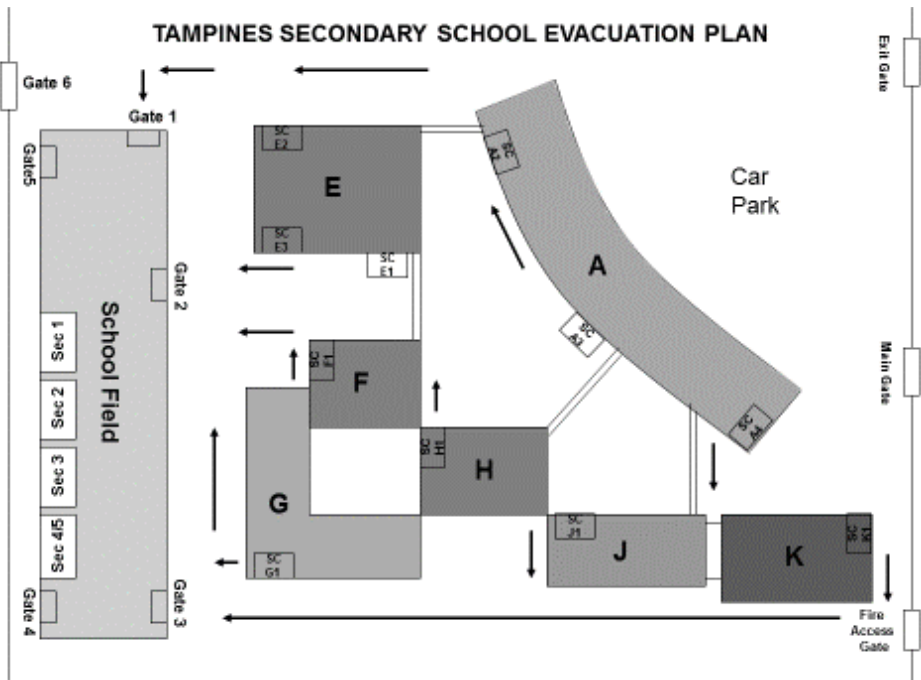 TAMPINES SECONDARY SCHOOL EVACUATION PLAN
Exit Gate
Gate 6
Gate 1
SC
E2
SC
A2
Gate5
E
Car
Park
SC
E3
SC
E1
A
Gate 2
School Field
Sec 1
SC
A3
SC
F1
F
Main Gate
Sec 2
SC
H1
SC
A4
Sec 3
H
G
Sec 4/5
SC
J1
J
K
SC
K1
SC
G1
Gate 4
Gate 3
Fire
Access
Gate